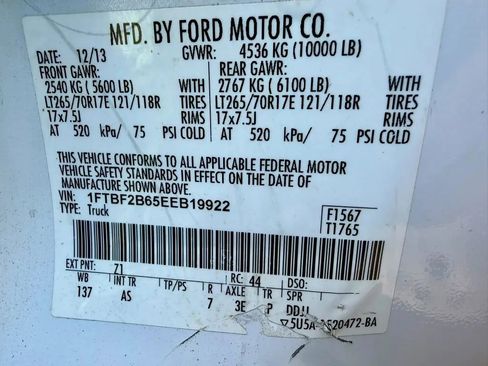 MFD. BY FORD MOTOR CO.
DATE: 12/13 GVWR: 4536 KG (10000 LB)
FRONT GAWR: REAR GAWR:
2540 KG ( 5600 LB) WITH 2767 KG ( 6100 LB) WITH
LT265/70R17E 121/118R TIRES LT265/70R17E 121/118R TIRES
17x7.5J RIMS 17x7.5J RIMS
AT 520 kPa/ 75 PSI COLD AT 520 kPa/ 75 PSI COLD
THIS VEHICLE CONFORMS TO ALL APPLICABLE FEDERAL MOTOR
VEHICLE SAFETY STANDARDS IN EFFECT ON THE DATE OF
MANUFACTURE SHOWN ABOVE.
VIN: 1FTBF2B65EEB19922
TYPE: Truck
F1567
T1765
EXT PNT: Z1 RC: 44 DSO:
WB INT TR TP/PS R AXLE TR SPR
137 AS 7 3E P
5U5A- 20472-BA